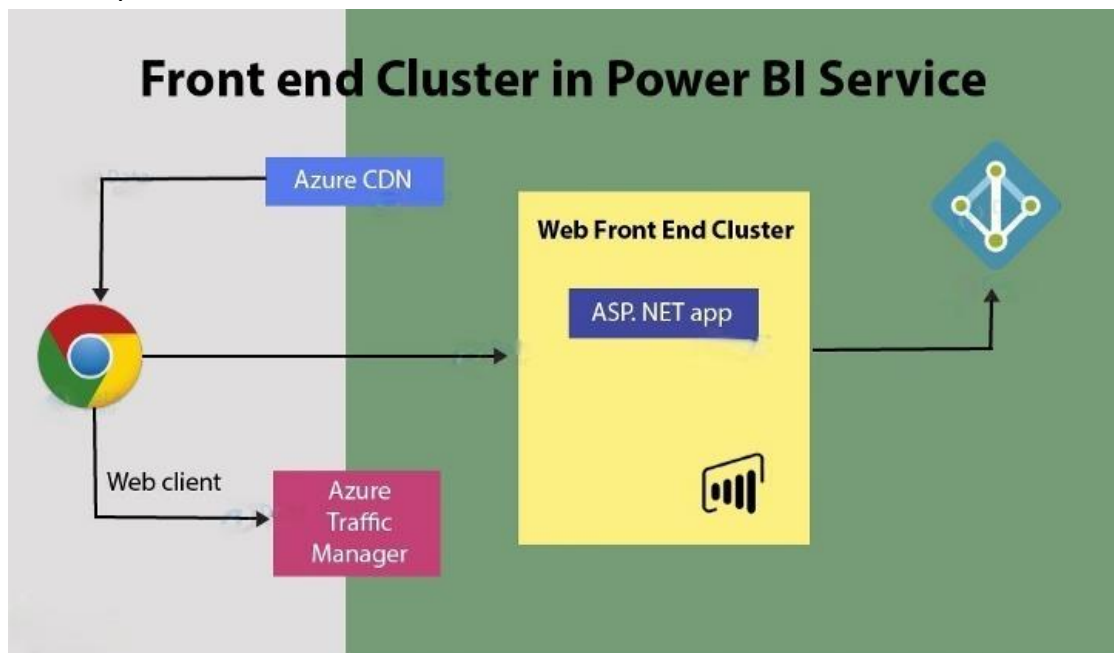 Front end Cluster in Power BI Service
Azure CDN
Web Front End Cluster
ASP. NET app
Web client
Azure
Traffic
Manager